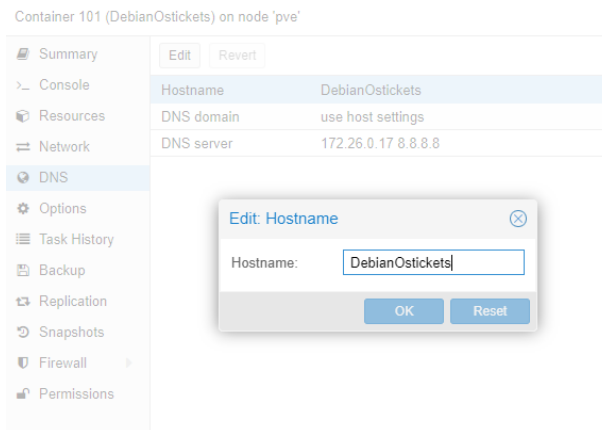 Container 101 (DebianOstickets) on node 'pve'
Summary
Console
Resources
Network
DNS
Options
Task History
Backup
Replication
Snapshots
Firewall
Permissions
Edit Revert
Hostname DebianOstickets
DNS domain use host settings
DNS server 172.26.0.17 8.8.8.8
Edit: Hostname
Hostname: DebianOstickets
OK Reset